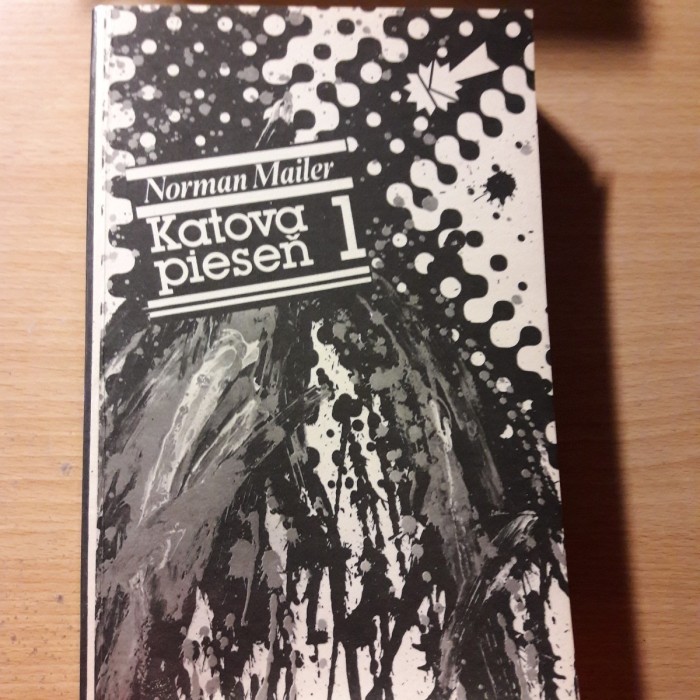 Norman Mailer
Katova
pieseň 1